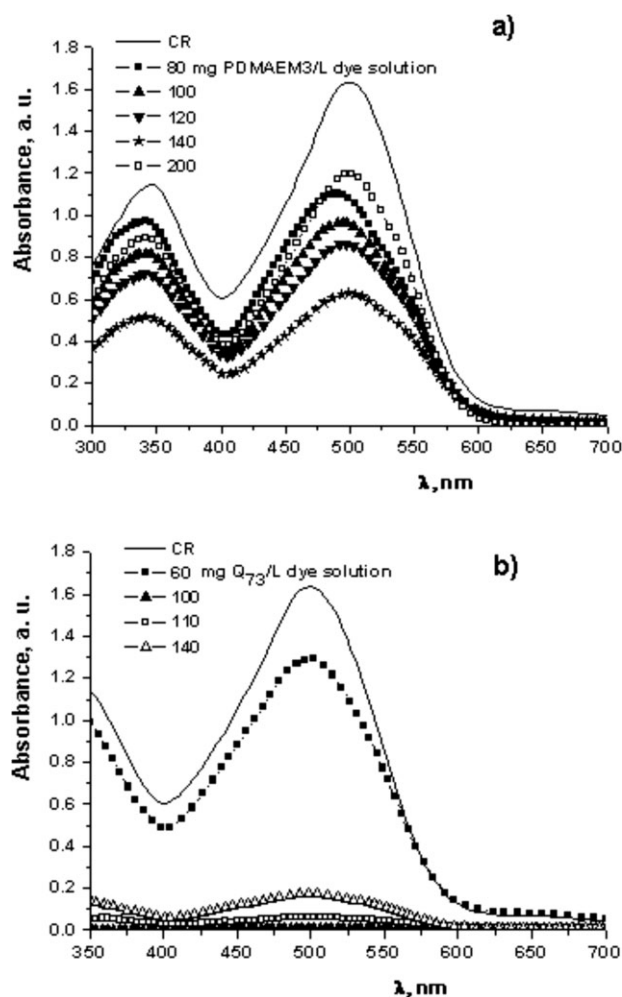 a)
CR
80 mg PDMAEM3/L dye solution
100
120
140
200
Absorbance, a. u.
1.8
1.6
1.4
1.2
1.0
0.8
0.6
0.4
0.2
0.0
300 350 400 450 500 550 600 650 700
λ,nm
b)
CR
60 mg Q73/L dye solution
100
110
140
Absorbance, a. u.
1.8
1.6
1.4
1.2
1.0
0.8
0.6
0.4
0.2
0.0
350 400 450 500 550 600 650 700
λ,nm